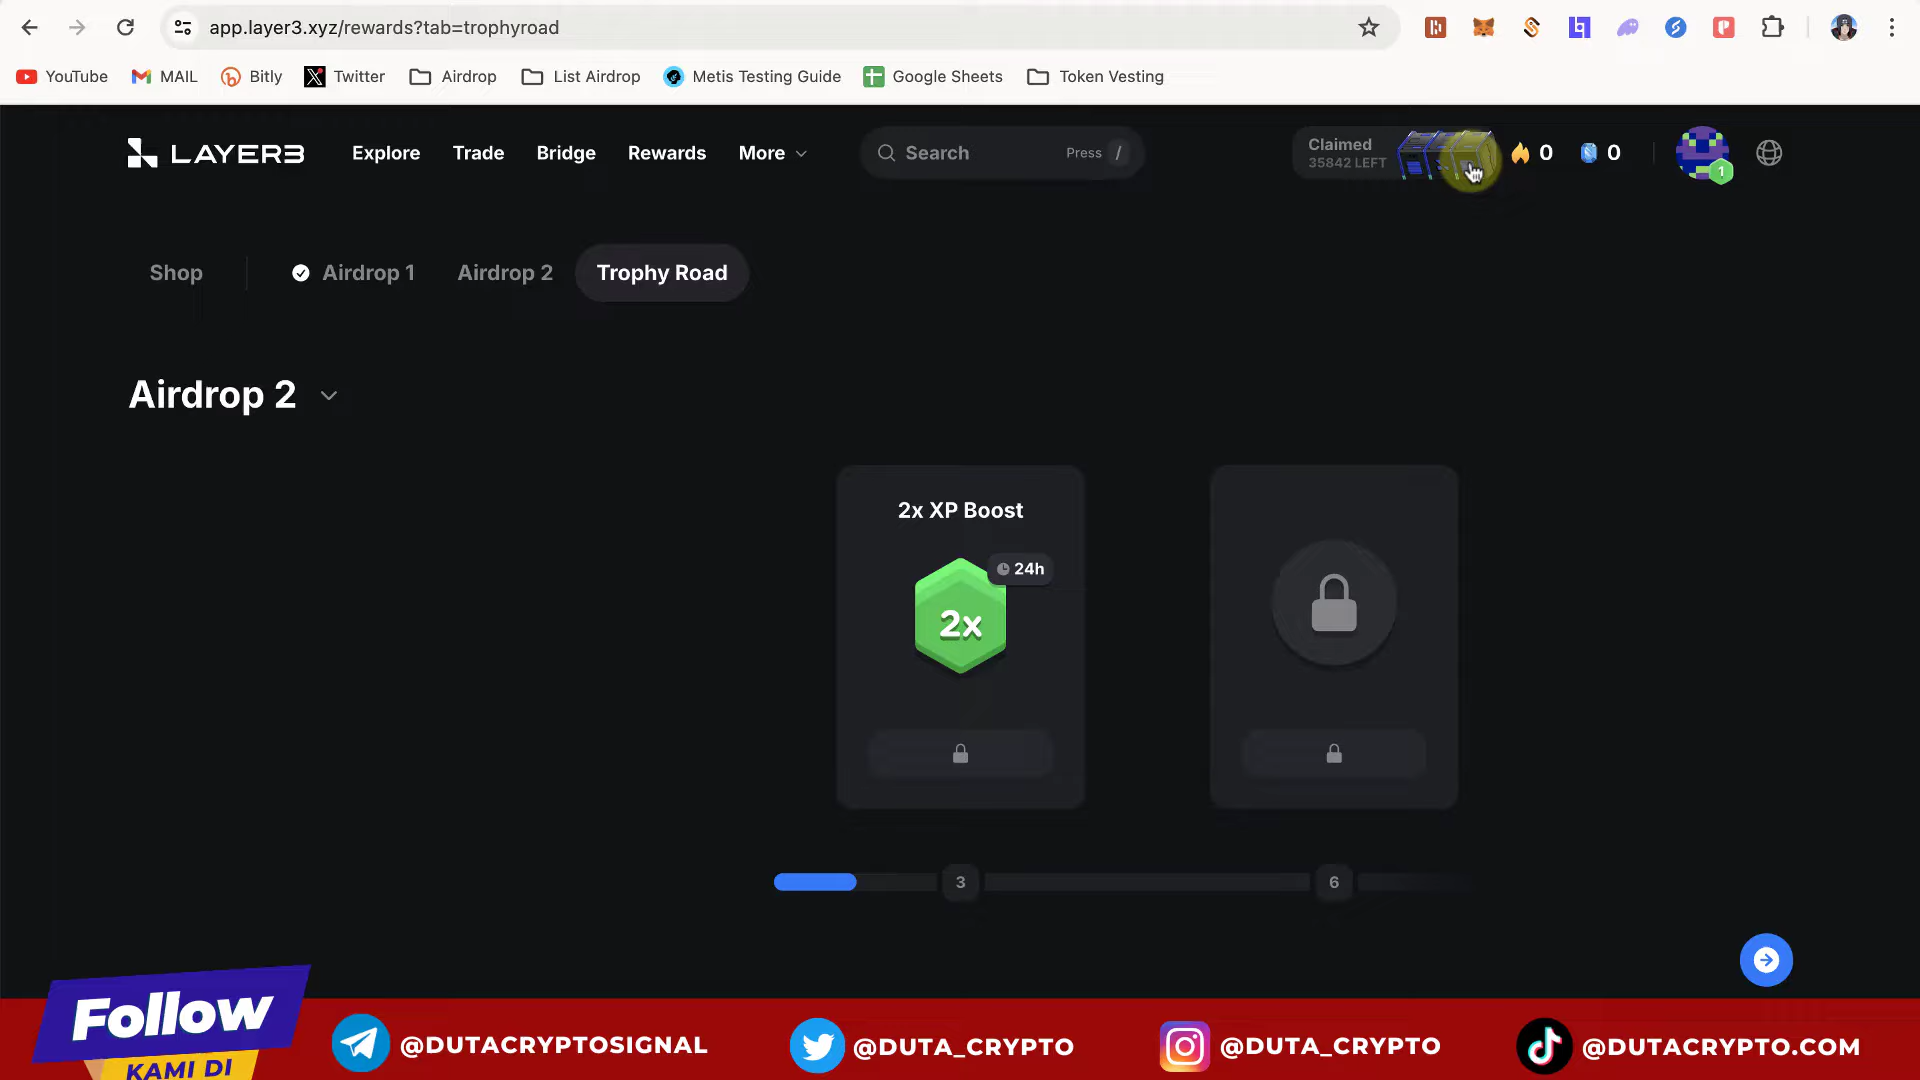 app.layer3.xyz/rewards?tab=trophyroad
YouTube MAIL Bitly Twitter Airdrop List Airdrop Metis Testing Guide Google Sheets Token Vesting
LAYER3 Explore Trade Bridge Rewards More Search Press / Claimed 0 0
35842 LEFT
1
Shop Airdrop 1 Airdrop 2 Trophy Road
Airdrop 2
2x XP Boost
24h
2x
3 6
Follow
KAMI DI
@DUTACRYPTOSIGNAL @DUTA_CRYPTO @DUTA_CRYPTO @DUTACRYPTO.COM